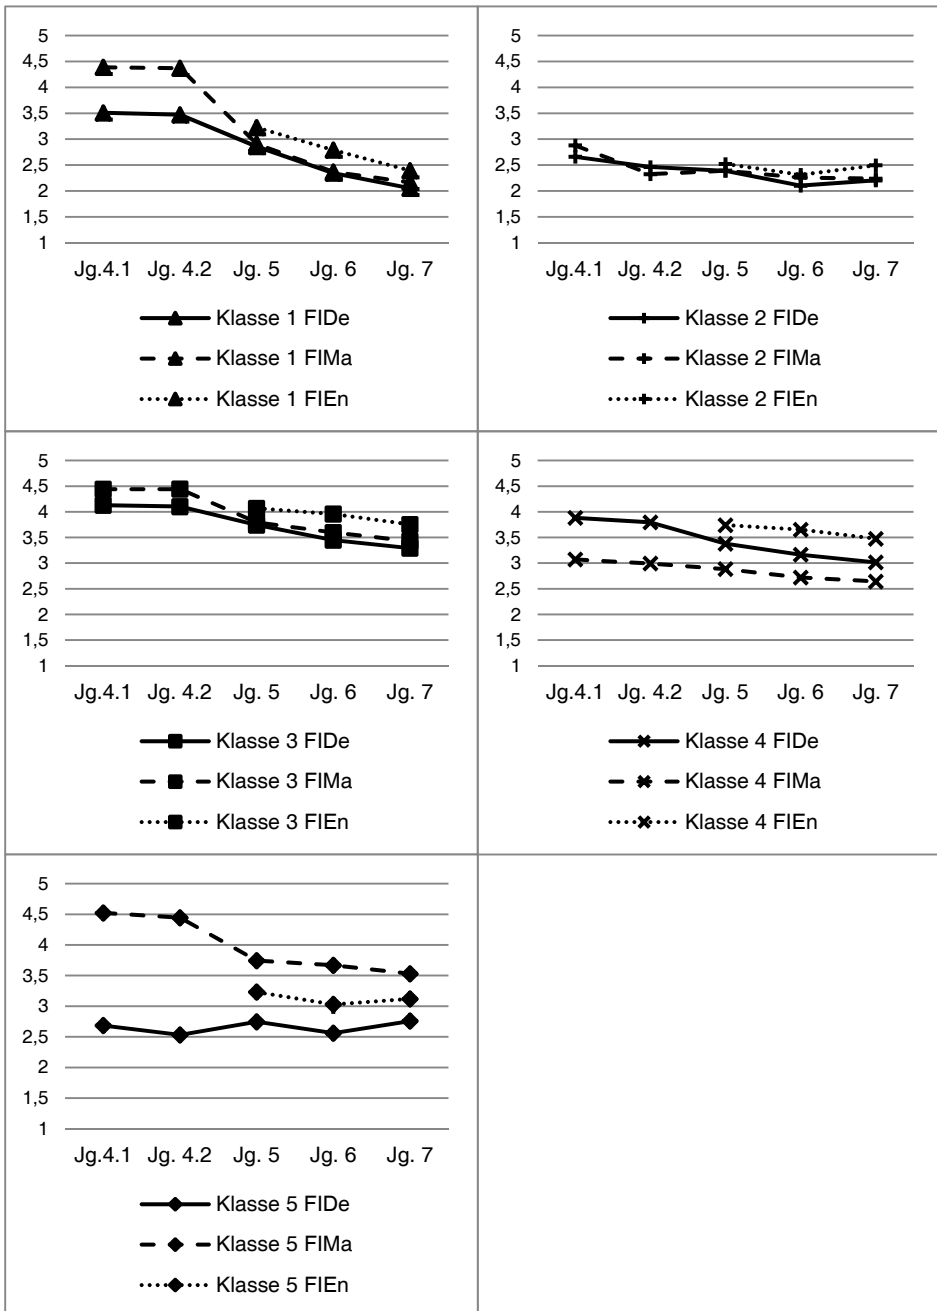 5
4,5
4
3,5
3
2,5
2
1,5
1
Jg.4.1 Jg. 4.2 Jg. 5 Jg. 6 Jg. 7
Klasse 1 FIDe
Klasse 1 FIMa
Klasse 1 FIEn
5
4,5
4
3,5
3
2,5
2
1,5
1
Jg.4.1 Jg. 4.2 Jg. 5 Jg. 6 Jg. 7
Klasse 2 FIDe
Klasse 2 FIMa
Klasse 2 FIEn
5
4,5
4
3,5
3
2,5
2
1,5
1
Jg.4.1 Jg. 4.2 Jg. 5 Jg. 6 Jg. 7
Klasse 3 FIDe
Klasse 3 FIMa
Klasse 3 FIEn
5
4,5
4
3,5
3
2,5
2
1,5
1
Jg.4.1 Jg. 4.2 Jg. 5 Jg. 6 Jg. 7
Klasse 4 FIDe
Klasse 4 FIMa
Klasse 4 FIEn
5
4,5
4
3,5
3
2,5
2
1,5
1
Jg.4.1 Jg. 4.2 Jg. 5 Jg. 6 Jg. 7
Klasse 5 FIDe
Klasse 5 FIMa
Klasse 5 FIEn